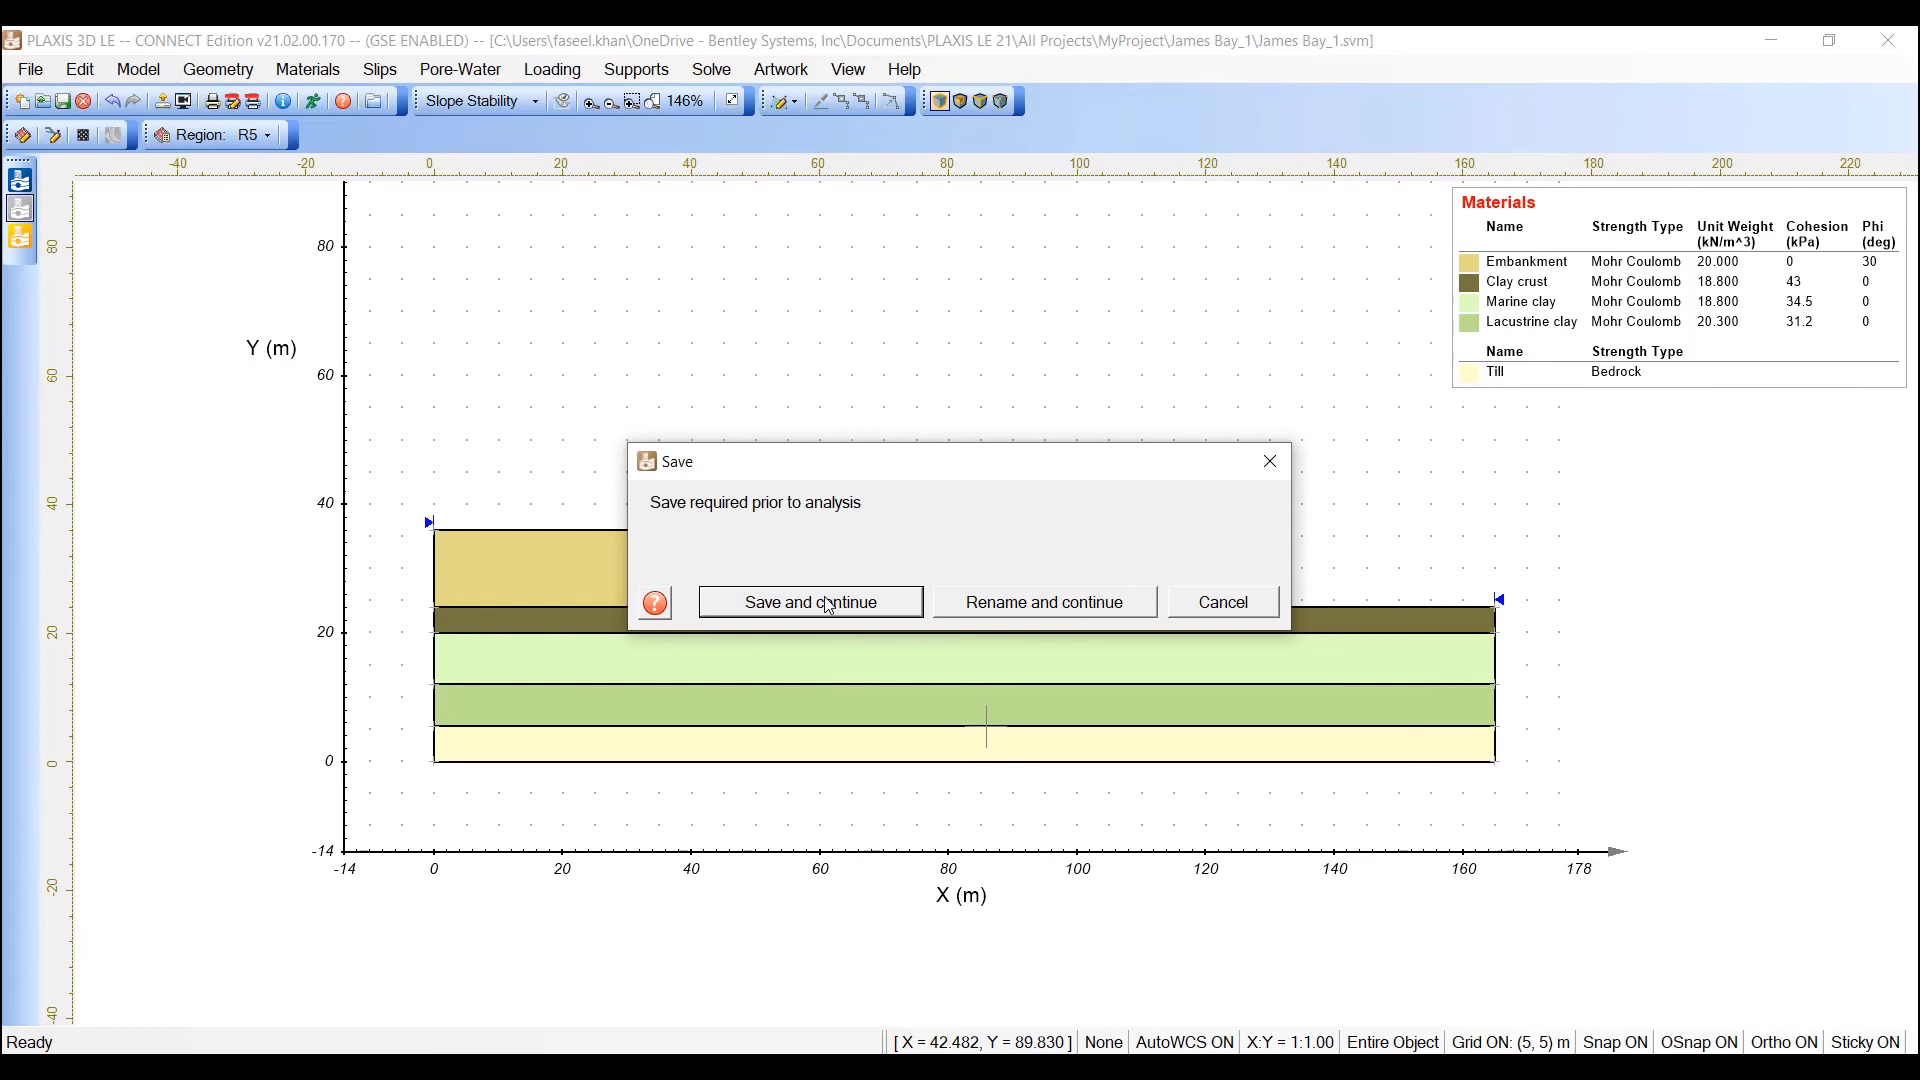 PLAXIS 3D LE -- CONNECT Edition v21.02.00.170 -- (GSE ENABLED) -- [C:\Users\faseel.khan\OneDrive - Bentley Systems, Inc\Documents\PLAXIS LE 21\All Projects\MyProject\James Bay_1\James Bay_1.svm]
File Edit Model Geometry Materials Slips Pore-Water Loading Supports Solve Artwork View Help
Slope Stability 146%
Region: R5
-40 -20 0 20 40 60 80 100 120 140 160 180 200 220
Materials
Name Strength Type Unit Weight (kN/m^3) Cohesion (kPa) Phi (deg)
Embankment Mohr Coulomb 20.000 0 30
Clay crust Mohr Coulomb 18.800 43 0
Marine clay Mohr Coulomb 18.800 34.5 0
Lacustrine clay Mohr Coulomb 20.300 31.2 0
Name Strength Type
Till Bedrock
80
60
40
20
0
-20
-40
Y (m)
80
60
40
20
0
-14
Save
Save required prior to analysis
Save and continue Rename and continue Cancel
-14 0 20 40 60 80 100 120 140 160 178
X (m)
Ready [ X = 42.482, Y = 89.830 ] None AutoWCS ON X:Y = 1:1.00 Entire Object Grid ON: (5, 5) m Snap ON OSnap ON Ortho ON Sticky ON